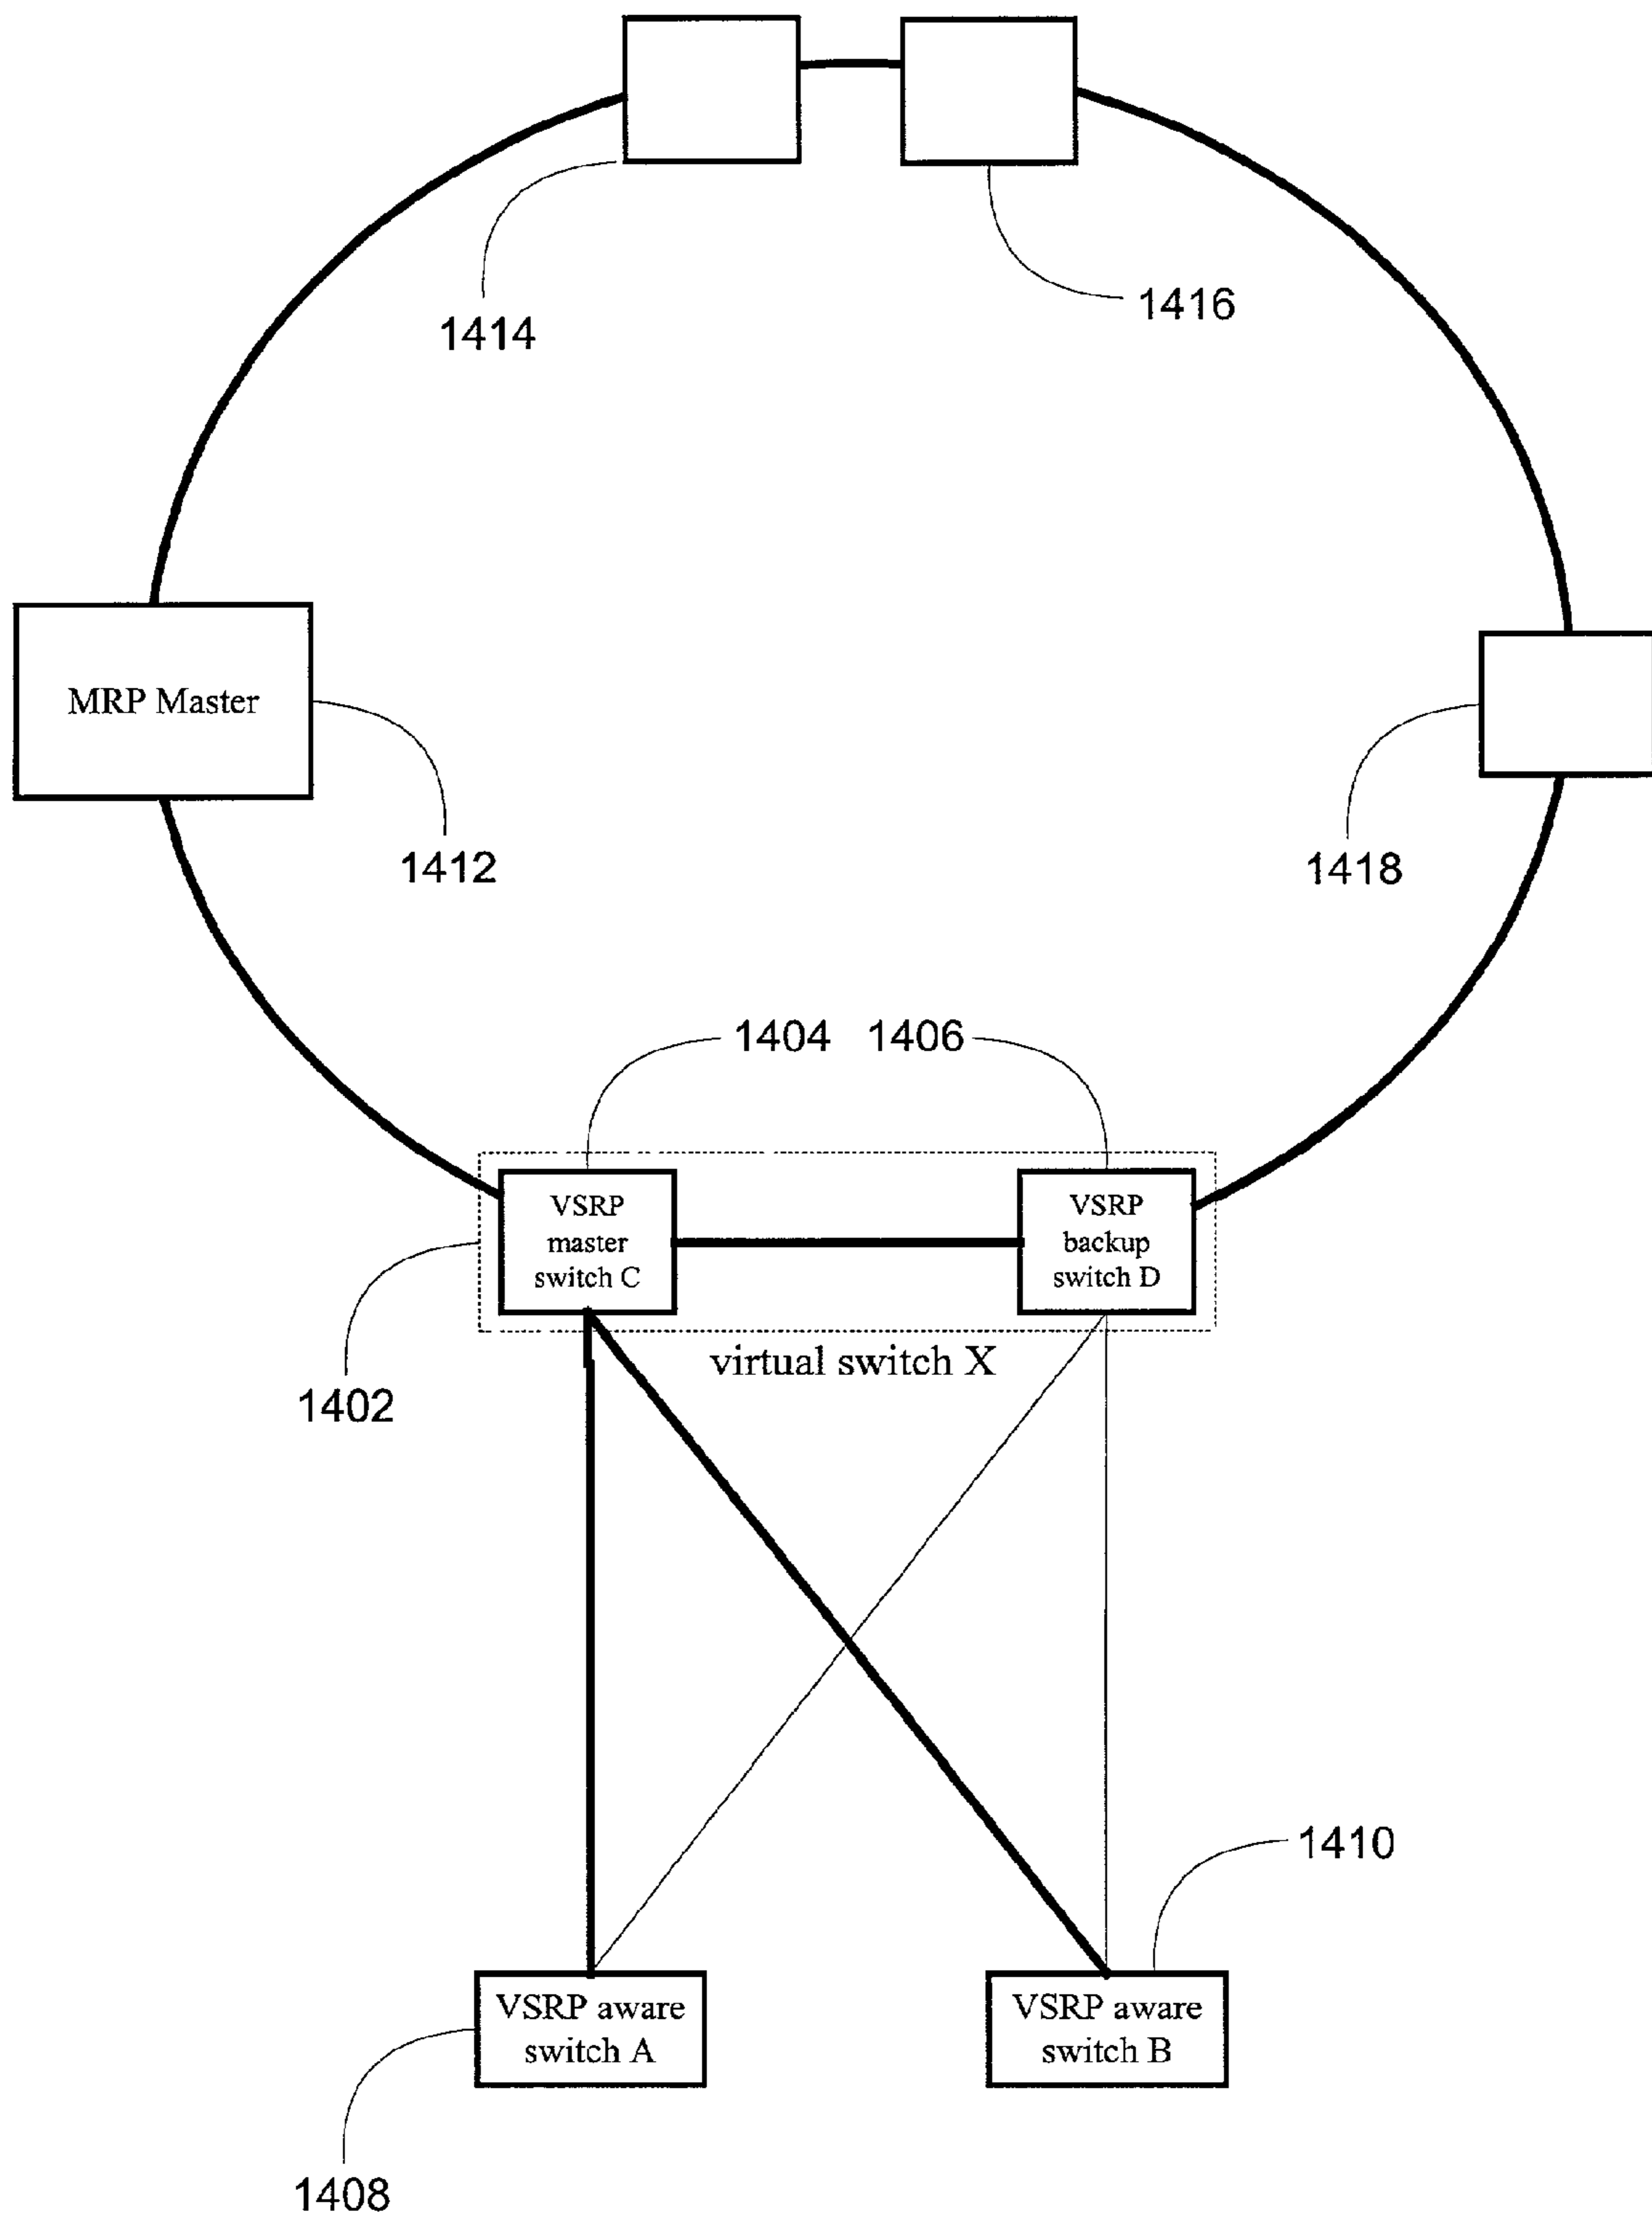 1414
1416
MRP Master
1412
1418
1404
1406
VSRP
master
switch C
VSRP
backup
switch D
virtual switch X
1402
1410
VSRP aware
switch A
VSRP aware
switch B
1408